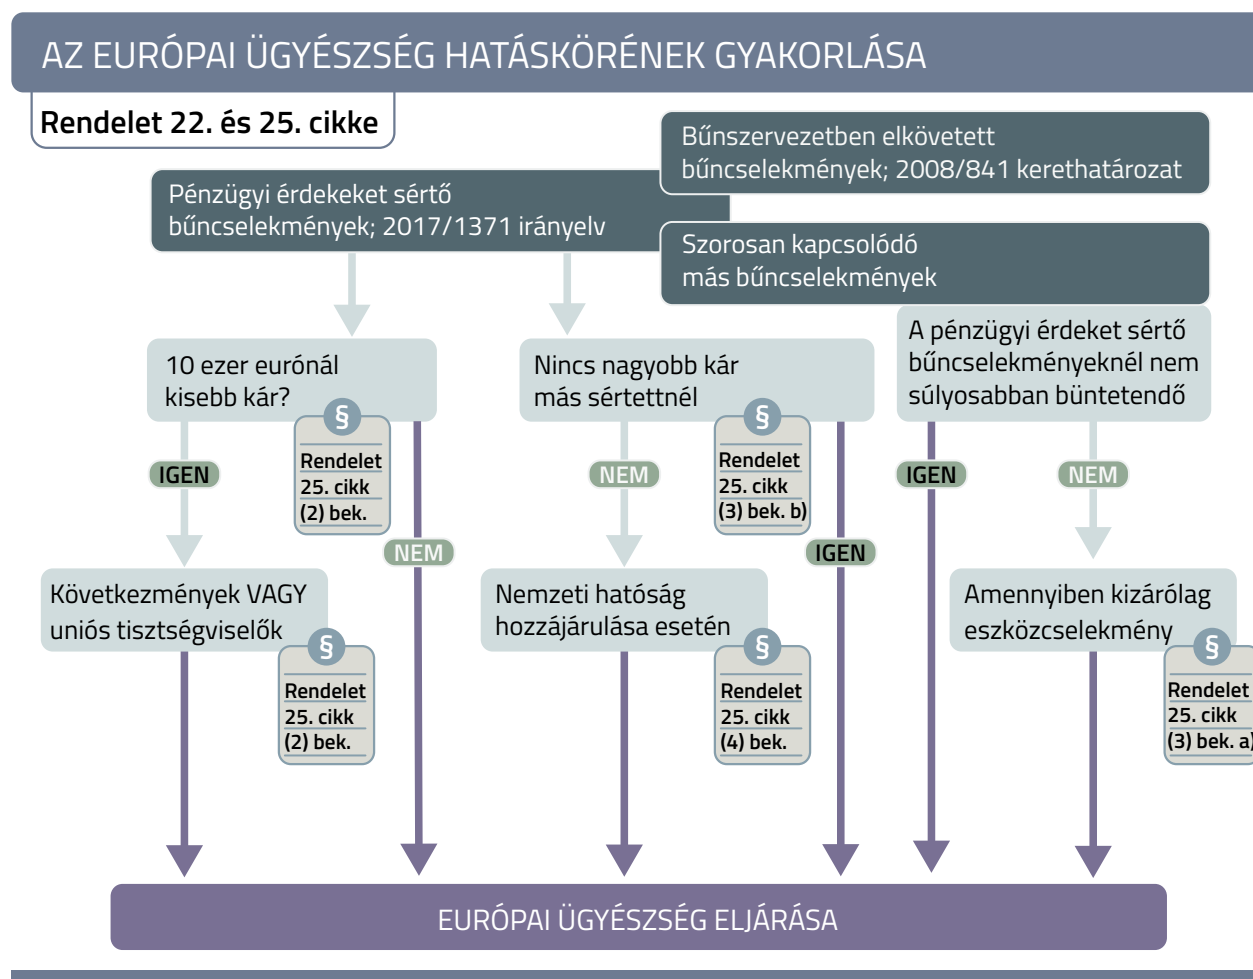 AZ EURÓPAI ÜGYÉSZSÉG HATÁSKÖRÉNEK GYAKORLÁSA
Rendelet 22. és 25. cikke
Bűnszervezetben elkövetett
bűncselekmények; 2008/841 kerethatározat
Pénzügyi érdekeket sértő
bűncselekmények; 2017/1371 irányelv
Szorosan kapcsolódó
más bűncselekmények
10 ezer eurónál
kisebb kár?
§
Rendelet
25. cikk
(2) bek.
IGEN
NEM
Következmények VAGY
uniós tisztségviselők
§
Rendelet
25. cikk
(2) bek.
Nincs nagyobb kár
más sértettnél
§
Rendelet
25. cikk
(3) bek. b)
NEM
IGEN
Nemzeti hatóság
hozzájárulása esetén
§
Rendelet
25. cikk
(4) bek.
A pénzügyi érdeket sértő
bűncselekményeknél nem
súlyosabban büntetendő
IGEN
NEM
Amennyiben kizárólag
eszközcselekmény
§
Rendelet
25. cikk
(3) bek. a)
EURÓPAI ÜGYÉSZSÉG ELJÁRÁSA